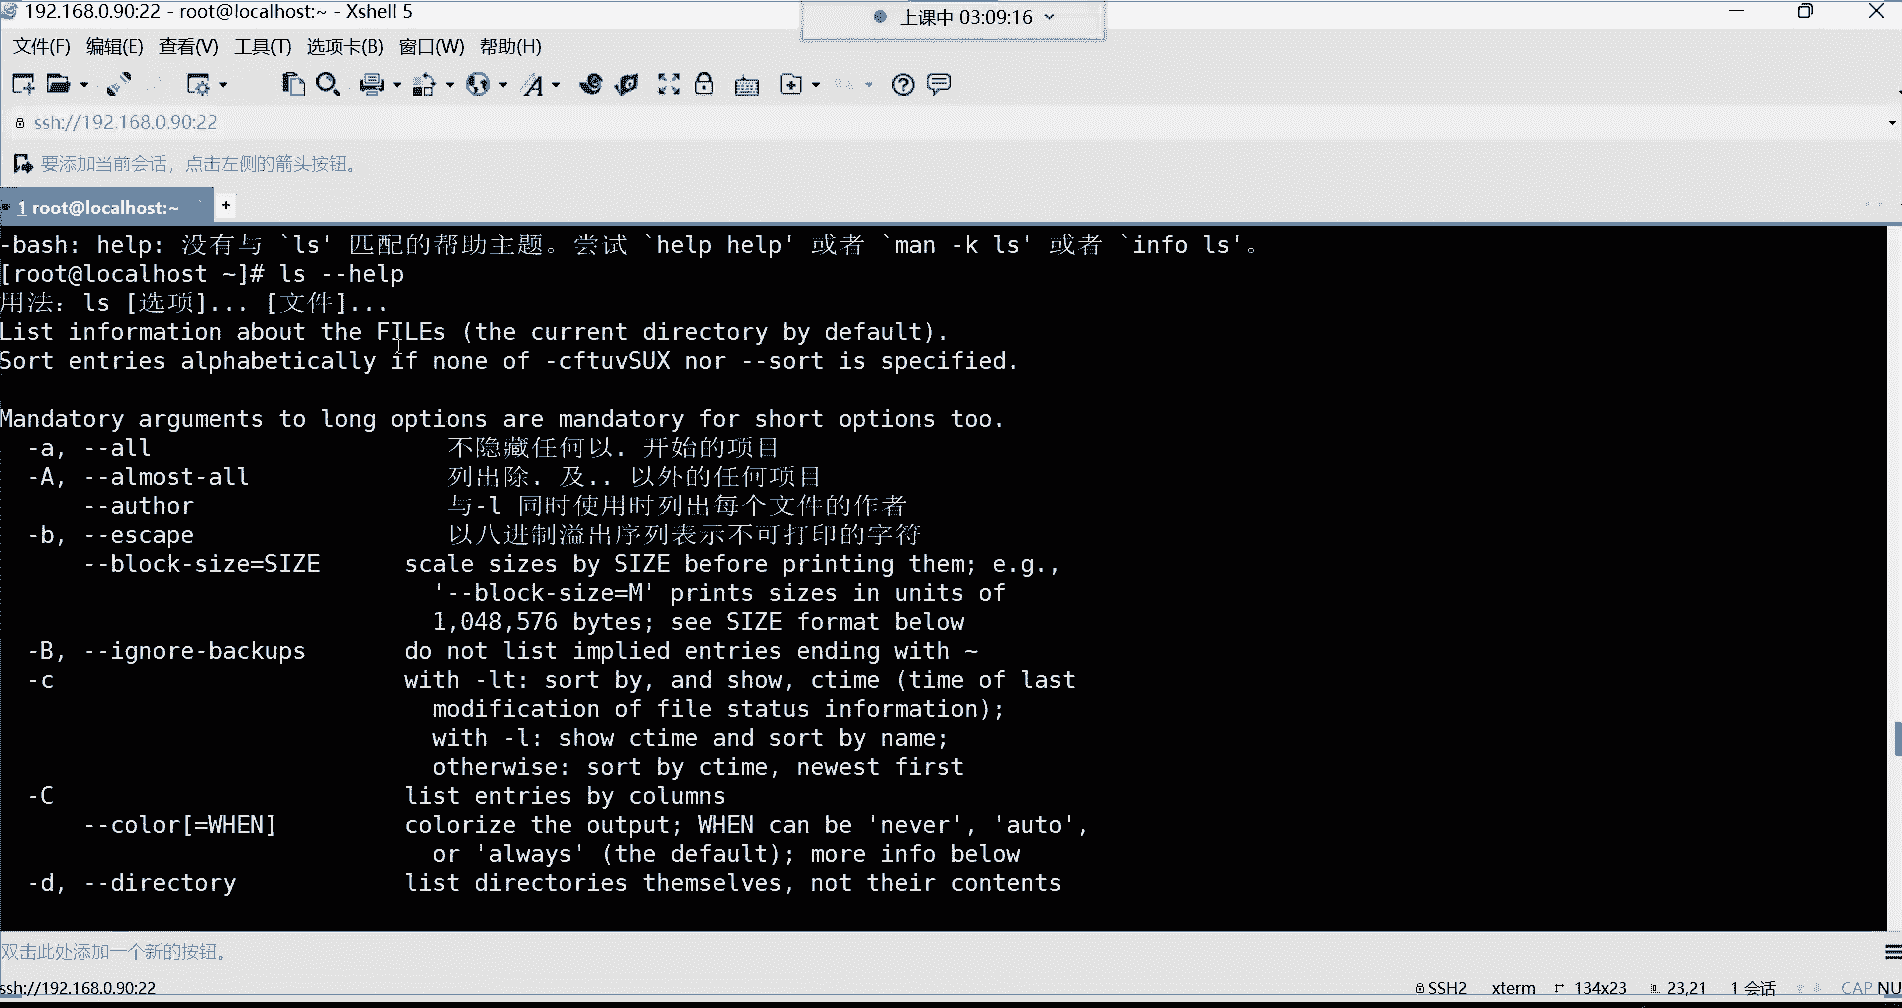 192.168.0.90:22 - root@localhost:~ - Xshell 5
上课中 03:09:16
文件(F) 编辑(E) 查看(V) 工具(T) 选项卡(B) 窗口(W) 帮助(H)
ssh://192.168.0.90:22
要添加当前会话，点击左侧的箭头按钮。
1 root@localhost:~ +
-bash: help: 没有与 `ls' 匹配的帮助主题。尝试 `help help' 或者 `man -k ls' 或者 `info ls'。
[root@localhost ~]# ls --help
用法：ls [选项]... [文件]...
List information about the FILEs (the current directory by default).
Sort entries alphabetically if none of -cftuvSUX nor --sort is specified.
Mandatory arguments to long options are mandatory for short options too.
-a, --all 不隐藏任何以. 开始的项目
-A, --almost-all 列出除. 及.. 以外的任何项目
--author 与-l 同时使用时列出每个文件的作者
-b, --escape 以八进制溢出序列表示不可打印的字符
--block-size=SIZE scale sizes by SIZE before printing them; e.g.,
'--block-size=M' prints sizes in units of
1,048,576 bytes; see SIZE format below
-B, --ignore-backups do not list implied entries ending with ~
-c with -lt: sort by, and show, ctime (time of last
modification of file status information);
with -l: show ctime and sort by name;
otherwise: sort by ctime, newest first
-C list entries by columns
--color[=WHEN] colorize the output; WHEN can be 'never', 'auto',
or 'always' (the default); more info below
-d, --directory list directories themselves, not their contents
双击此处添加一个新的按钮。
ssh://192.168.0.90:22 SSH2 xterm 134x23 23,21 1 会话 CAP NU